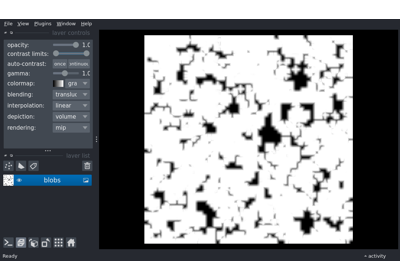 File View Plugins Window Help
layer controls
opacity: 1.0
contrast limits:
auto-contrast: once continuous
gamma: 1.0
colormap: gra
blending: translu
interpolation: linear
depiction: volume
rendering: mip
layer list
blobs
Ready activity